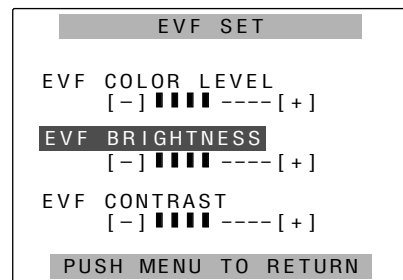 EVF SET
EVF COLOR LEVEL
[–]▮▮▮▮----[+]
EVF BRIGHTNESS
[–]▮▮▮▮----[+]
EVF CONTRAST
[–]▮▮▮▮----[+]
PUSH MENU TO RETURN